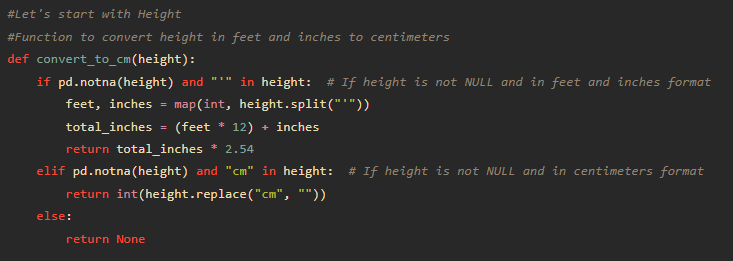 #Let's start with Height
#Function to convert height in feet and inches to centimeters
def convert_to_cm(height):
    if pd.notna(height) and "'" in height:  # If height is not NULL and in feet and inches format
        feet, inches = map(int, height.split("'"))
        total_inches = (feet * 12) + inches
        return total_inches * 2.54
    elif pd.notna(height) and "cm" in height:  # If height is not NULL and in centimeters format
        return int(height.replace("cm", ""))
    else:
        return None